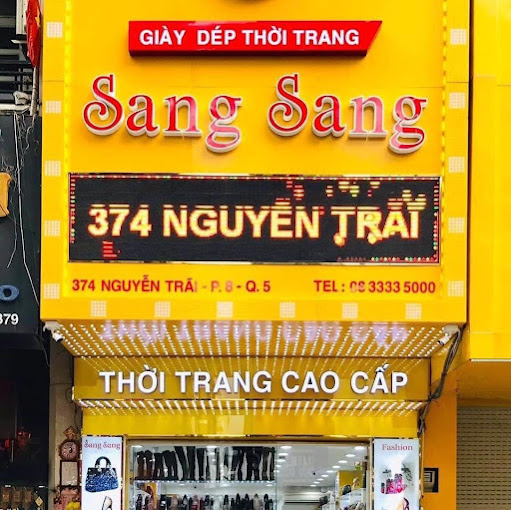 GIÀY DÉP THỜI TRANG
Sang Sang
374 NGUYỄN TRÃI
374 NGUYỄN TRÃI - P. 8 - Q. 5 TEL : 08 3333 5000
THỜI TRANG CAO CẤP
379
Sang Sang
Fashion